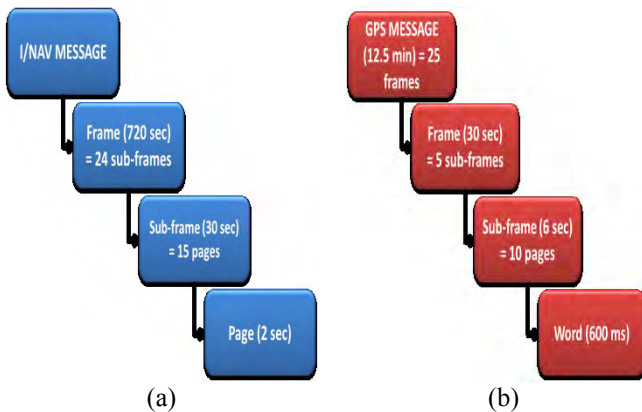 I/NAV MESSAGE
Frame (720 sec)
= 24 sub-frames
Sub-frame (30 sec)
= 15 pages
Page (2 sec)
(a)
GPS MESSAGE
(12.5 min) = 25
frames
Frame (30 sec)
= 5 sub-frames
Sub-frame (6 sec)
= 10 pages
Word (600 ms)
(b)